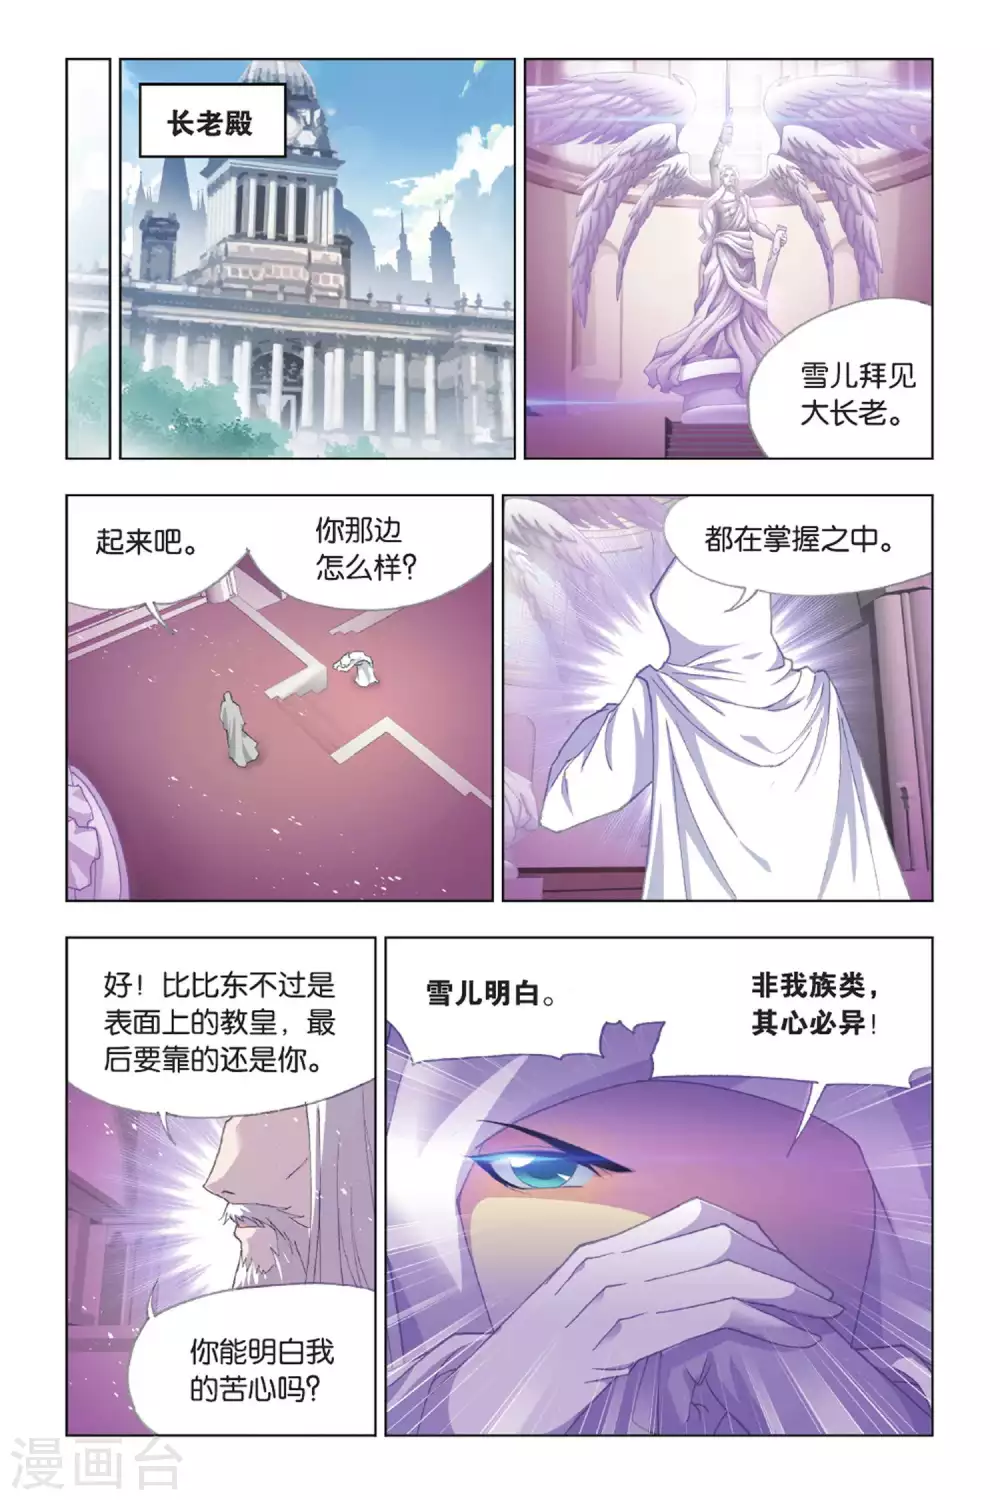 长老殿
雪儿拜见
大长老。
起来吧。
你那边
怎么样？
都在掌握之中。
好！比比东不过是
表面上的教皇，最
后要靠的还是你。
你能明白我
的苦心吗？
雪儿明白。
非我族类，
其心必异！
漫画台